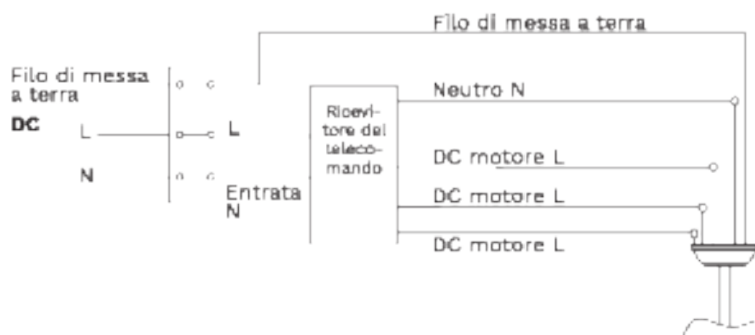 Filo di messa a terra
Filo di messa
a terra
DC
L
L
N
Entrata
N
Ricevi-
tore del
teleco-
mando
Neutro N
DC motore L
DC motore L
DC motore L